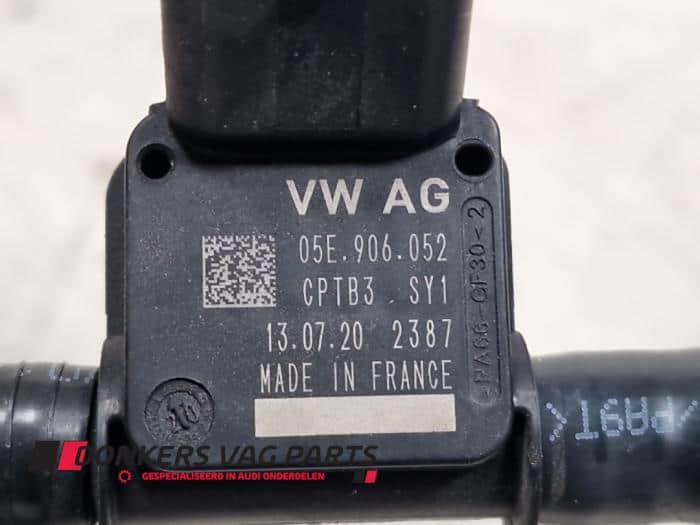 VW AG
05E.906.052
CPTB3 SY1
13.07.20 2387
MADE IN FRANCE
>PA66-GF30<2
DONKERS VAG PARTS
GESPECIALISEERD IN AUDI ONDERDELEN